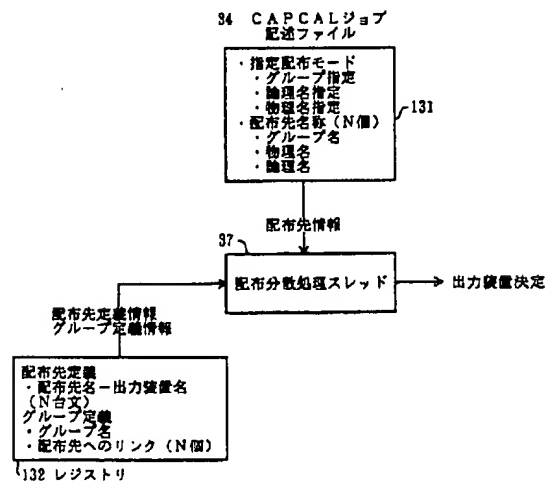 34 CAPCALジョブ
記述ファイル
・指定配布モード
・グループ指定
・論理名指定
・物理名指定
・配布先名称（N個）
・グループ名
・物理名
・論理名
131
配布先情報
37
配布分散処理スレッド
出力装置決定
配布先定義情報
グループ定義情報
配布先定義
・配布先名－出力装置名
（N台文）
グループ定義
・グループ名
・配布先へのリンク（N個）
132 レジストリ